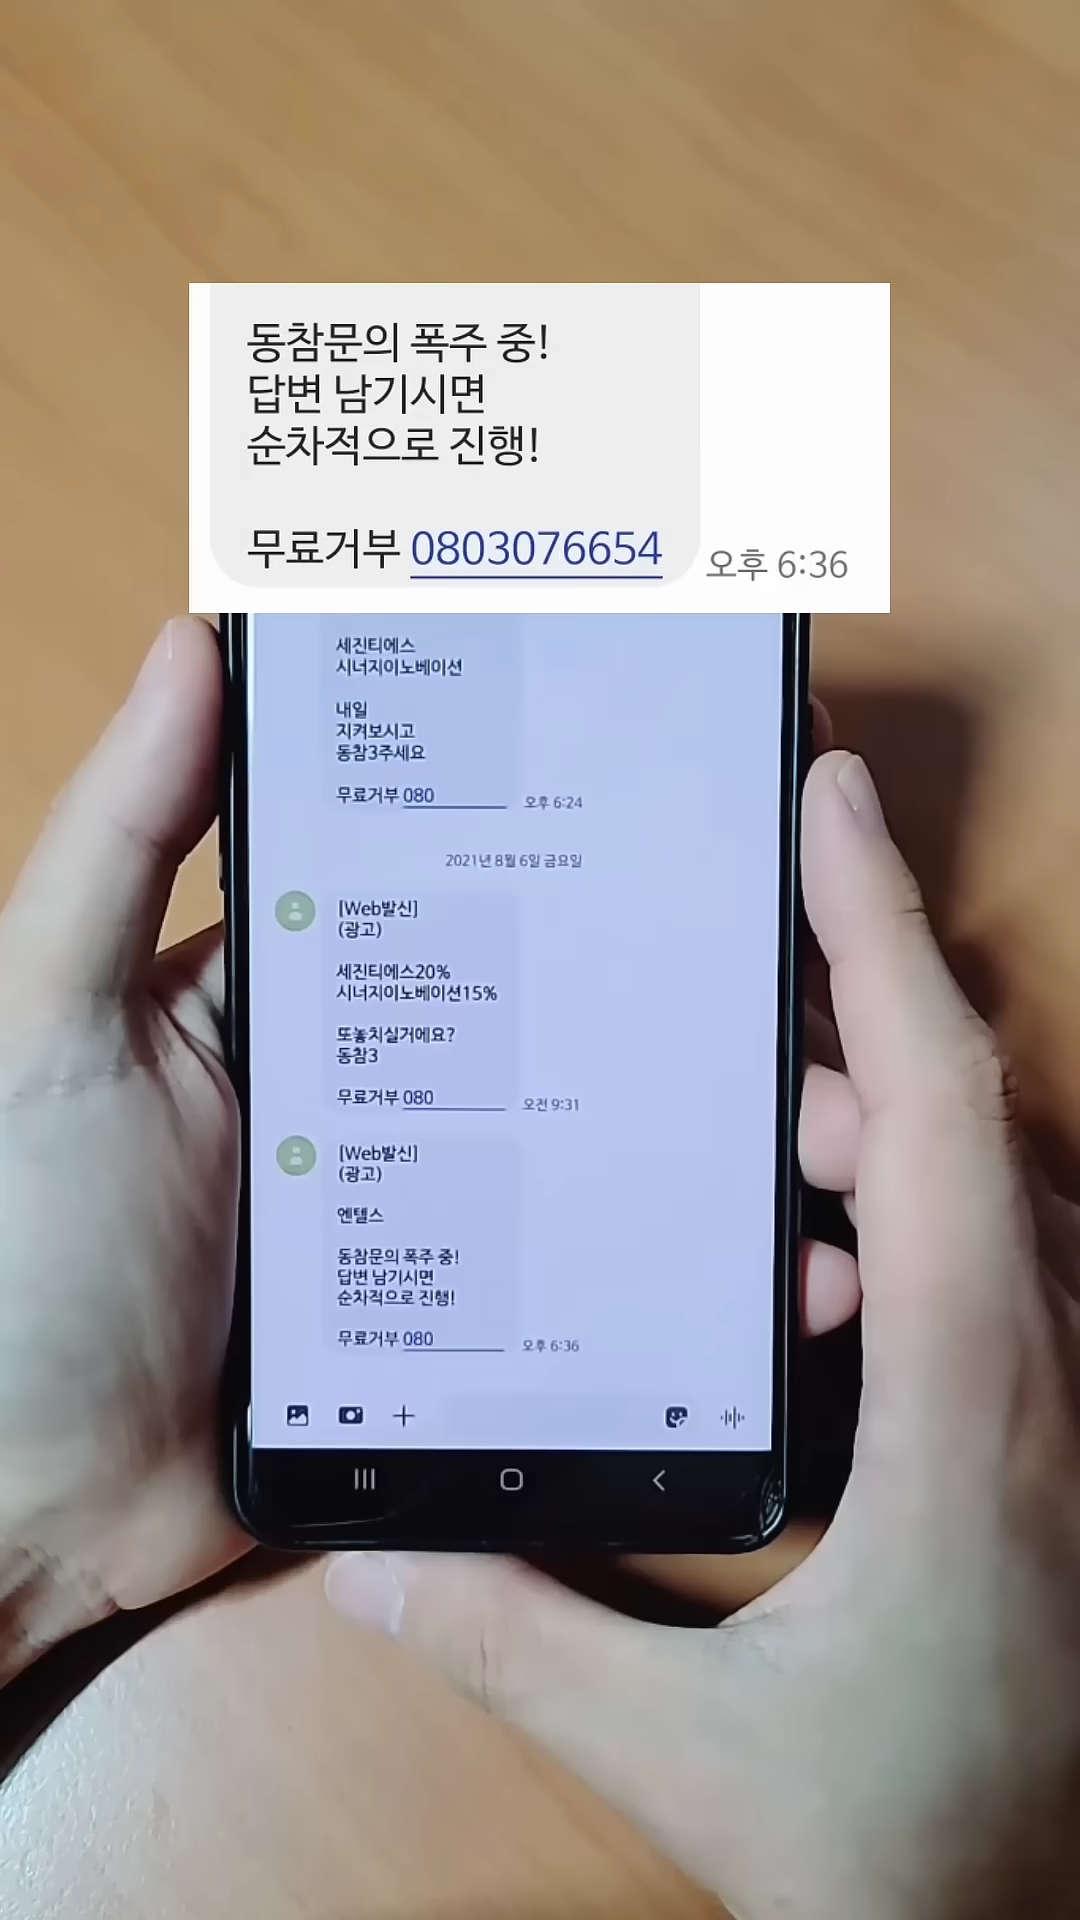 동참문의 폭주 중!
답변 남기시면
순차적으로 진행!
무료거부 0803076654
오후 6:36
세진티에스
시너지이노베이션
내일
지켜보시고
동참3주세요
무료거부 080
오후 6:24
2021년 8월 6일 금요일
[Web발신]
(광고)
세진티에스20%
시너지이노베이션15%
또놓치실거에요?
동참3
무료거부 080
오전 9:31
[Web발신]
(광고)
엔텔스
동참문의 폭주 중!
답변 남기시면
순차적으로 진행!
무료거부 080
오후 6:36